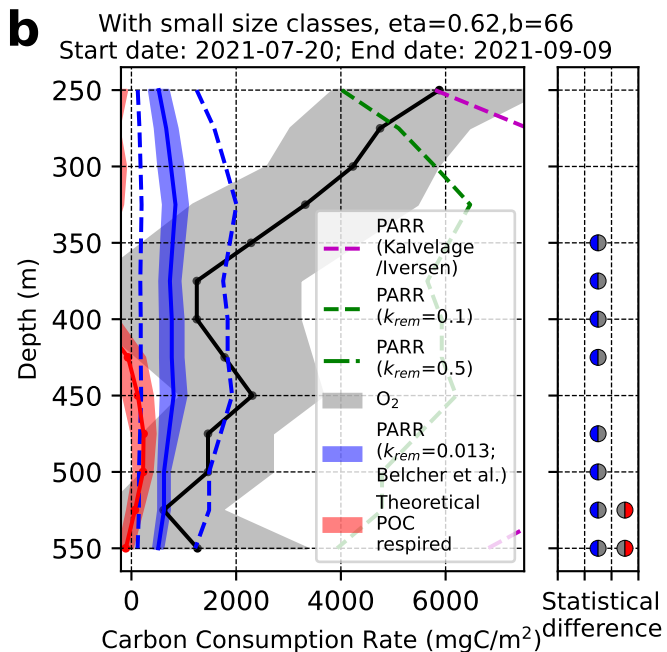 b
With small size classes, eta=0.62,b=66
Start date: 2021-07-20; End date: 2021-09-09
Depth (m)
250
300
350
400
450
500
550
0
2000
4000
6000
Carbon Consumption Rate (mgC/m²)
PARR
(Kalvelage
/Iversen)
PARR
(k_rem=0.1)
PARR
(k_rem=0.5)
O₂
PARR
(k_rem=0.013;
Belcher et al.)
Theoretical
POC
respired
Statistical
difference